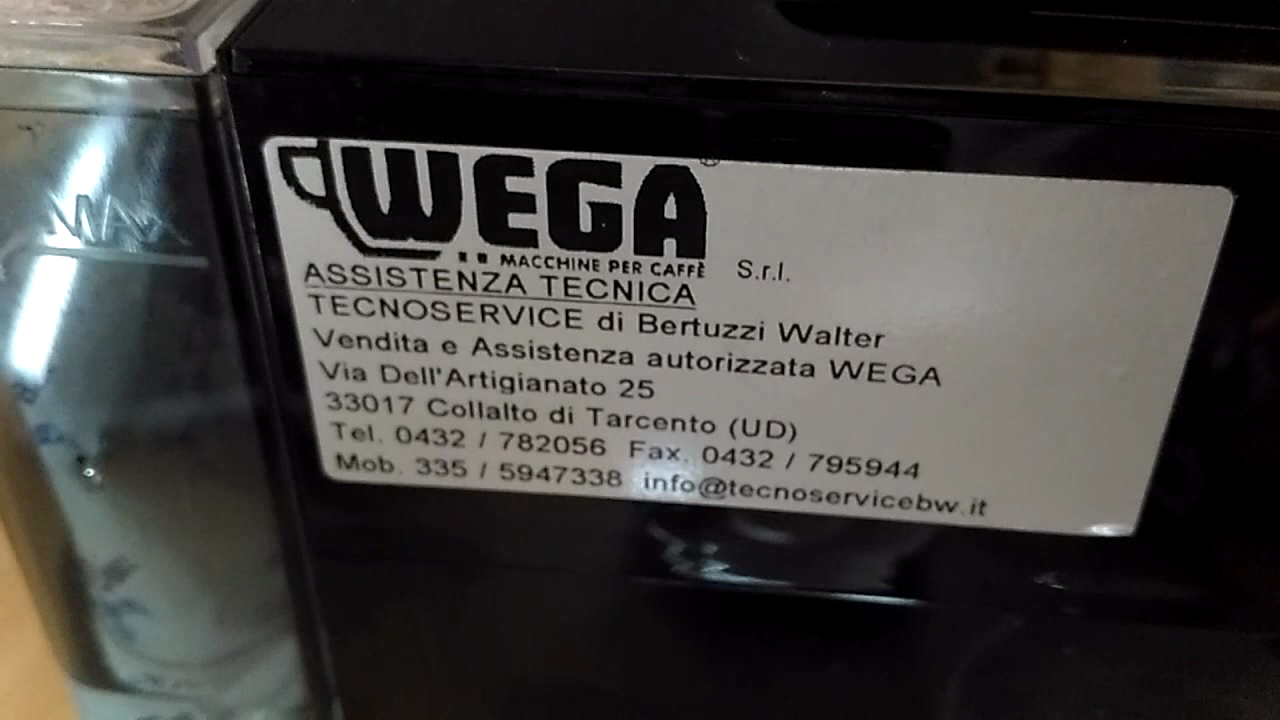 MAX
WEGA®
MACCHINE PER CAFFÈ S.r.l.
ASSISTENZA TECNICA
TECNOSERVICE di Bertuzzi Walter
Vendita e Assistenza autorizzata WEGA
Via Dell'Artigianato 25
33017 Collalto di Tarcento (UD)
Tel. 0432 / 782056 Fax. 0432 / 795944
Mob. 335 / 5947338 info@tecnoservicebw.it